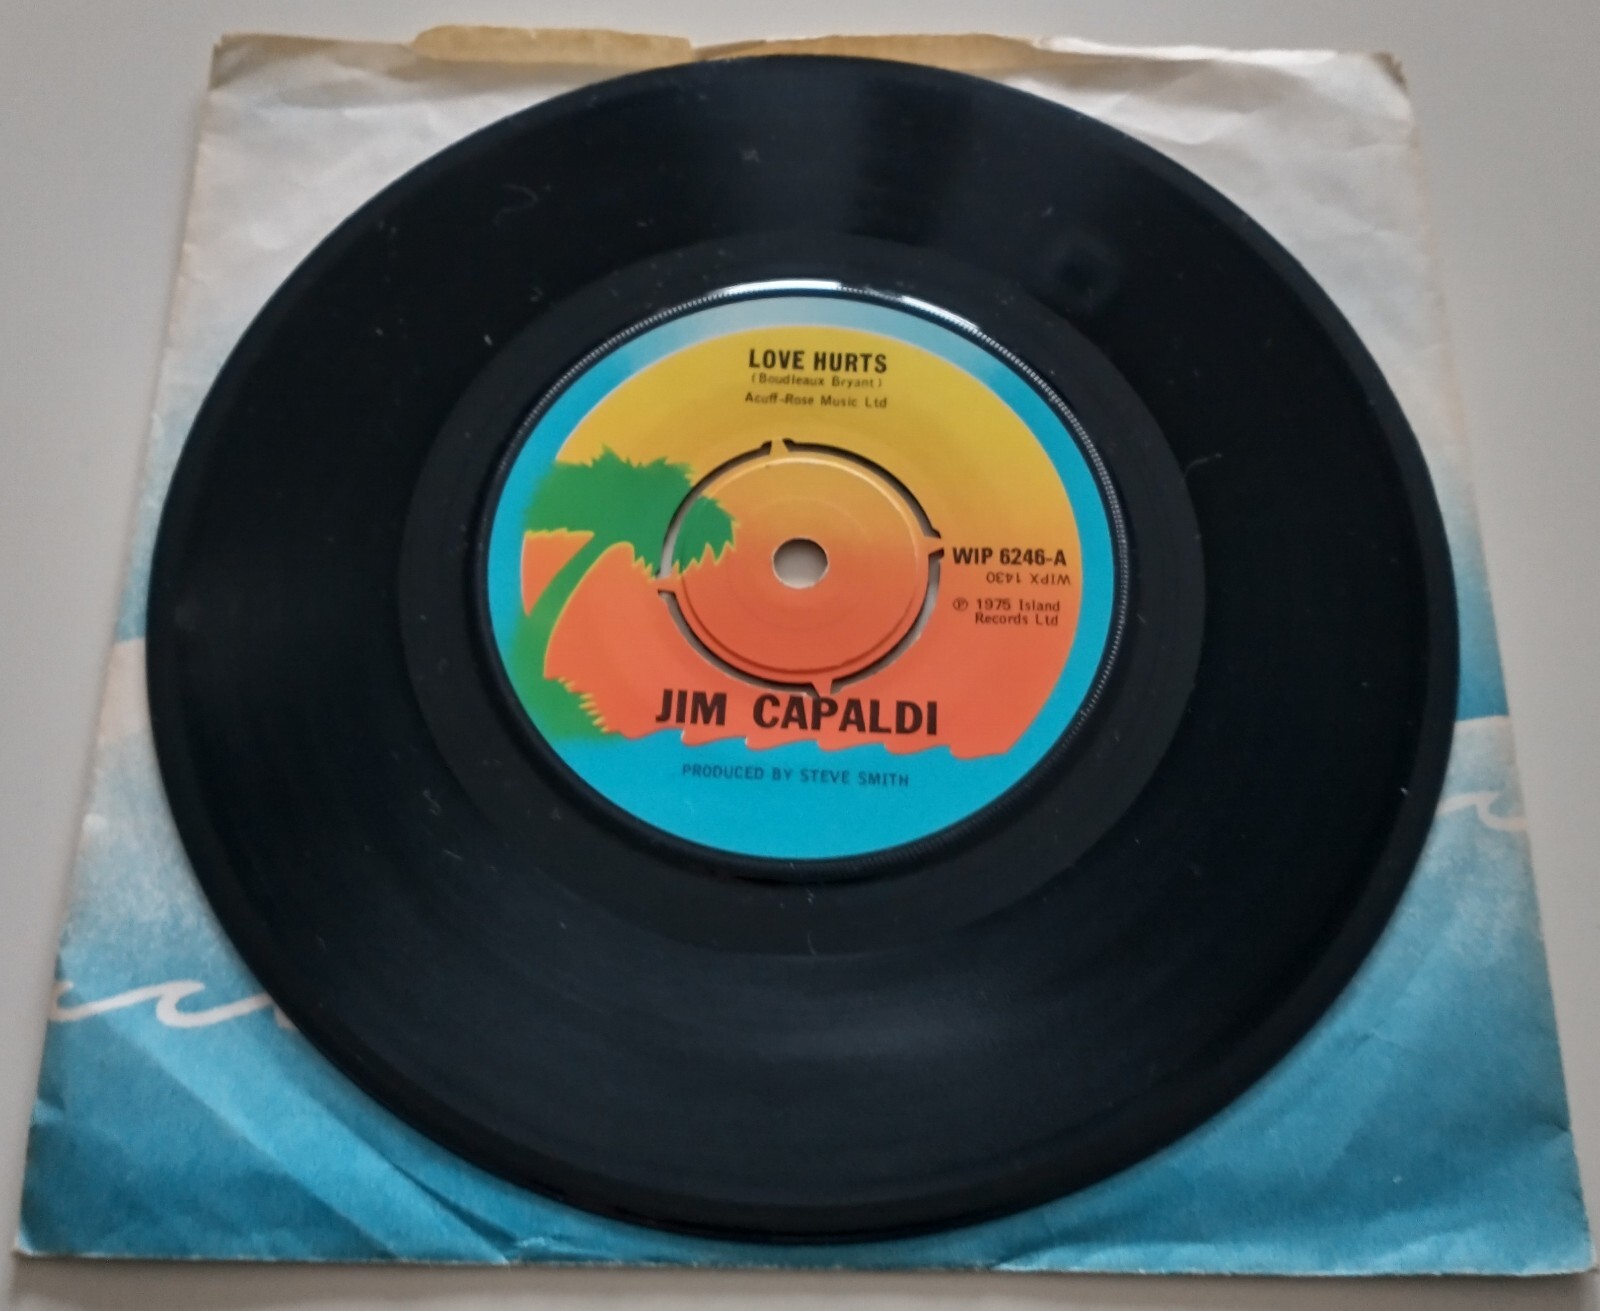 LOVE HURTS
(Boudleaux Bryant)
Acuff-Rose Music Ltd
WIP 6246-A
WIPX 1430
℗ 1975 Island
Records Ltd
JIM CAPALDI
PRODUCED BY STEVE SMITH